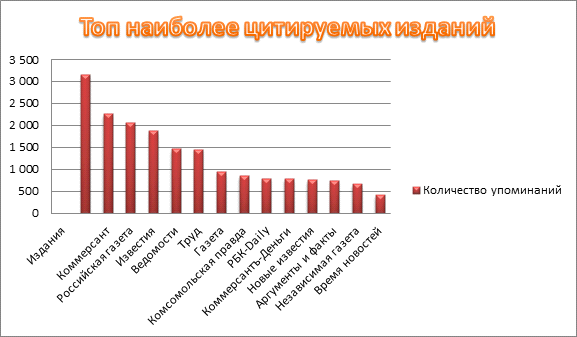 Топ наиболее цитируемых изданий
3 500
3 000
2 500
2 000
1 500
1 000
500
0
Издания
Коммерсант
Российская газета
Известия
Ведомости
Труд
Газета
Комсомольская правда
РБК-Daily
Коммерсантъ-Деньги
Новые известия
Аргументы и факты
Независимая газета
Время новостей
Количество упоминаний